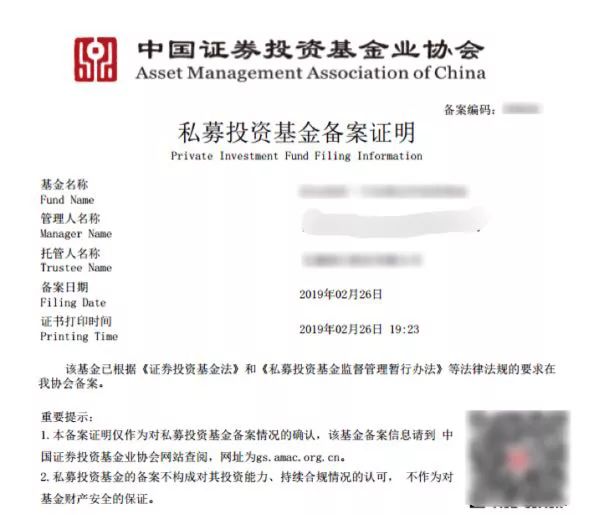 中国证券投资基金业协会
Asset Management Association of China
备案编码:
私募投资基金备案证明
Private Investment Fund Filing Information
基金名称
Fund Name
管理人名称
Manager Name
托管人名称
Trustee Name
备案日期
Filing Date
2019年02月26日
证书打印时间
Printing Time
2019年02月26日 19:23
该基金已根据《证券投资基金法》和《私募投资基金监督管理暂行办法》等法律法规的要求在
我协会备案。
重要提示:
1. 本备案证明仅作为对私募投资基金备案情况的确认，该基金备案信息请到 中
国证券投资基金业协会网站查阅，网址为gs.amac.org.cn。
2. 私募投资基金的备案不构成对其投资能力、持续合规情况的认可， 不作为对
基金财产安全的保证。